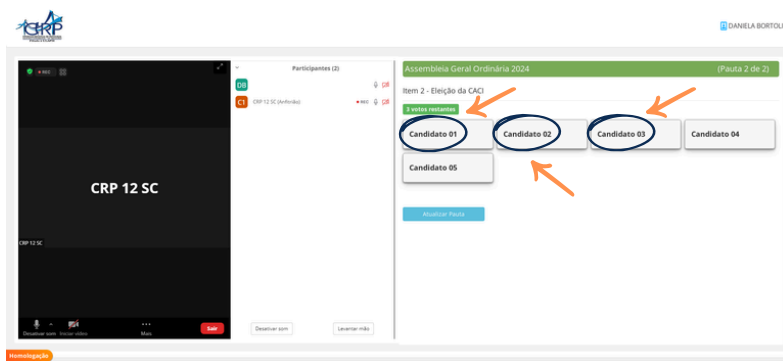 CRP
DANIELA BORTOLI
REC
Participantes (2)
DB
C1 CRP 12 SC (Anfitrião) REC
CRP 12 SC
CRP 12 SC
Desativar som Iniciar vídeo Mais Sair
Desativar som Levantar mão
Assembleia Geral Ordinária 2024 (Pauta 2 de 2)
Item 2 - Eleição da CACI
3 votos restantes
Candidato 01 Candidato 02 Candidato 03 Candidato 04
Candidato 05
Atualizar Pauta
Homologação